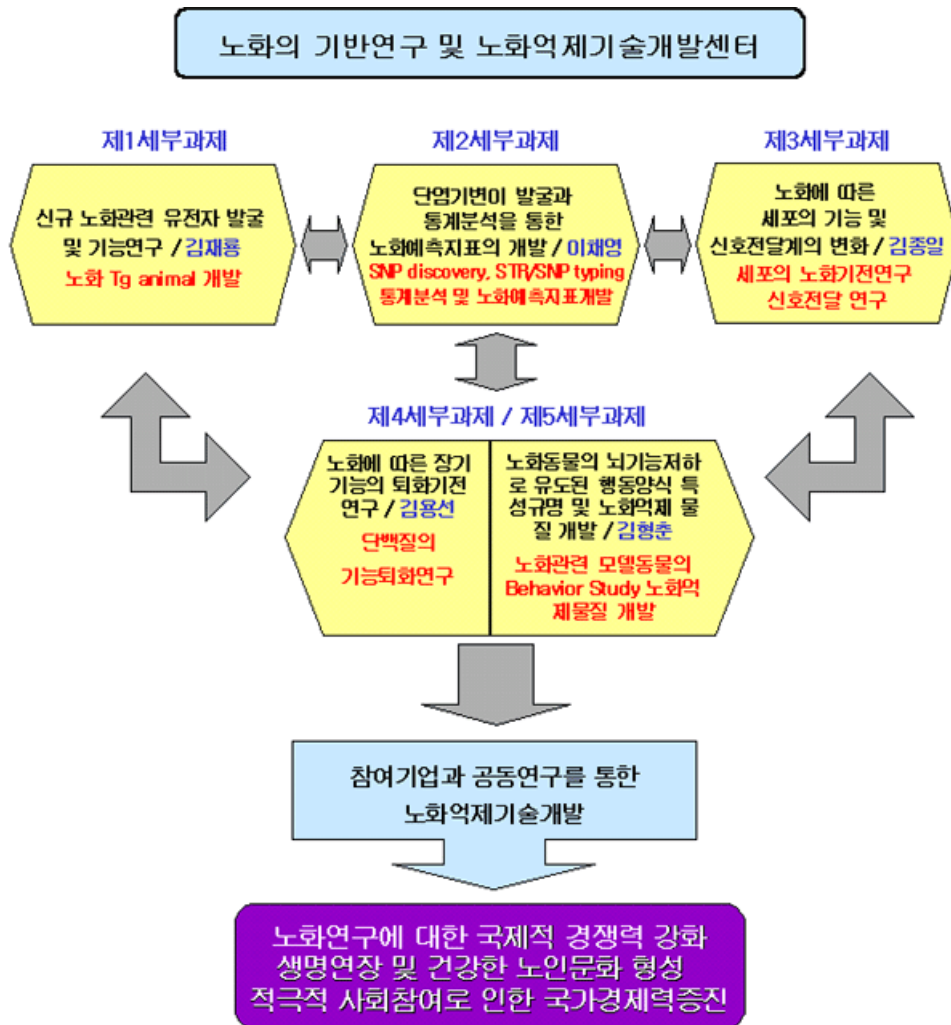 노화의 기반연구 및 노화억제기술개발센터
제1세부과제
신규 노화관련 유전자 발굴
및 기능연구 / 김재룡
노화 Tg animal 개발
제2세부과제
단염기변이 발굴과
통계분석을 통한
노화예측지표의 개발 / 이채영
SNP discovery, STR/SNP typing
통계분석 및 노화예측지표개발
제3세부과제
노화에 따른
세포의 기능 및
신호전달계의 변화 / 김종일
세포의 노화기전연구
신호전달 연구
제4세부과제 / 제5세부과제
노화에 따른 장기
기능의 퇴화기전
연구 / 김용선
단백질의
기능퇴화연구
노화동물의 뇌기능저하
로 유도된 행동양식 특
성규명 및 노화억제 물
질 개발 / 김형춘
노화관련 모델동물의
Behavior Study 노화억
제물질 개발
참여기업과 공동연구를 통한
노화억제기술개발
노화연구에 대한 국제적 경쟁력 강화
생명연장 및 건강한 노인문화 형성
적극적 사회참여로 인한 국가경제력증진